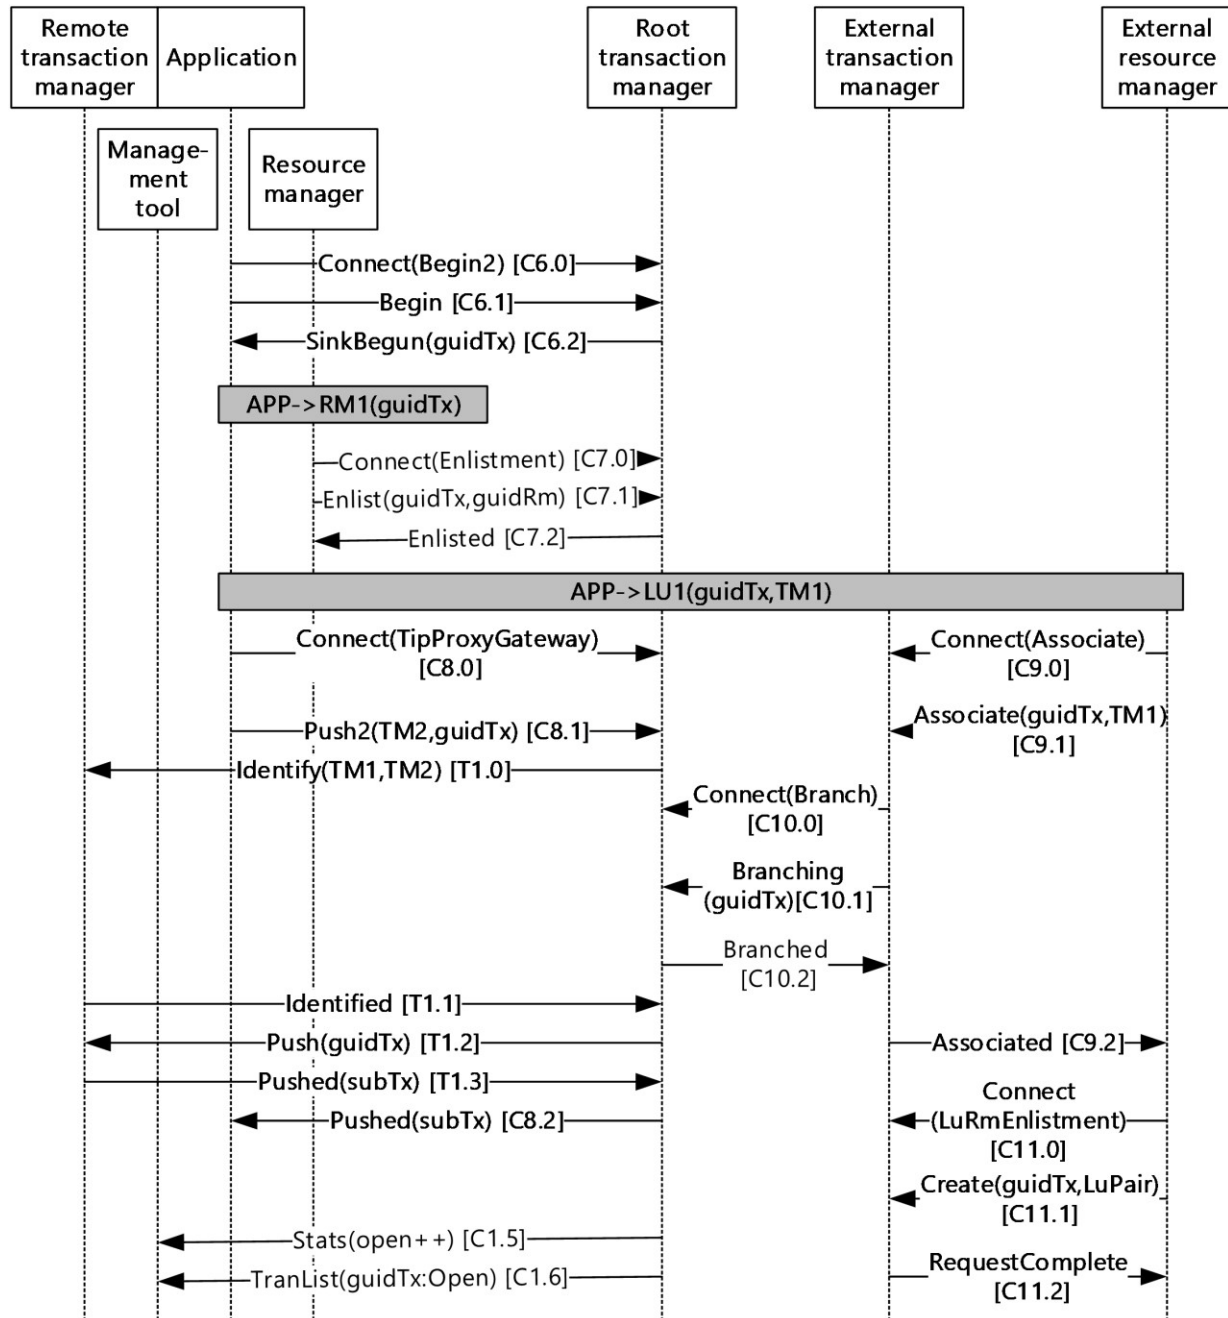 Remote
transaction
manager
Application
Root
transaction
manager
External
transaction
manager
External
resource
manager
Manage-
ment
tool
Resource
manager
Connect(Begin2) [C6.0]
Begin [C6.1]
SinkBegun(guidTx) [C6.2]
APP->RM1(guidTx)
Connect(Enlistment) [C7.0]
Enlist(guidTx,guidRm) [C7.1]
Enlisted [C7.2]
APP->LU1(guidTx,TM1)
Connect(TipProxyGateway)
[C8.0]
Connect(Associate)
[C9.0]
Push2(TM2,guidTx) [C8.1]
Associate(guidTx,TM1)
[C9.1]
Identify(TM1,TM2) [T1.0]
Connect(Branch)
[C10.0]
Branching
(guidTx)[C10.1]
Branched
[C10.2]
Identified [T1.1]
Push(guidTx) [T1.2]
Associated [C9.2]
Pushed(subTx) [T1.3]
Pushed(subTx) [C8.2]
Connect
(LuRmEnlistment)
[C11.0]
Create(guidTx,LuPair)
[C11.1]
Stats(open++) [C1.5]
TranList(guidTx:Open) [C1.6]
RequestComplete
[C11.2]